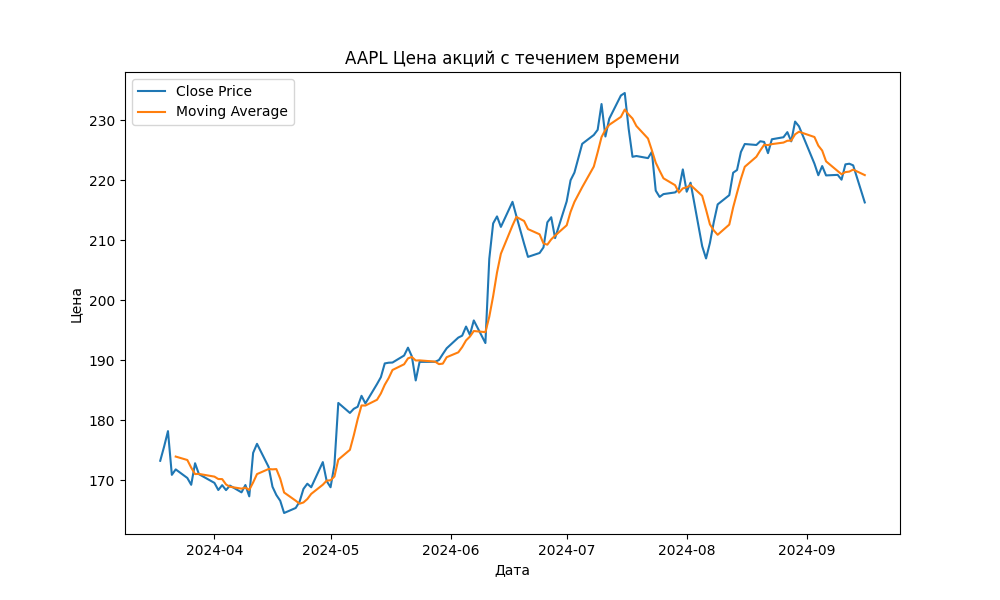 AAPL Цена акций с течением времени
Close Price
Moving Average
Цена
230
220
210
200
190
180
170
2024-04
2024-05
2024-06
2024-07
2024-08
2024-09
Дата